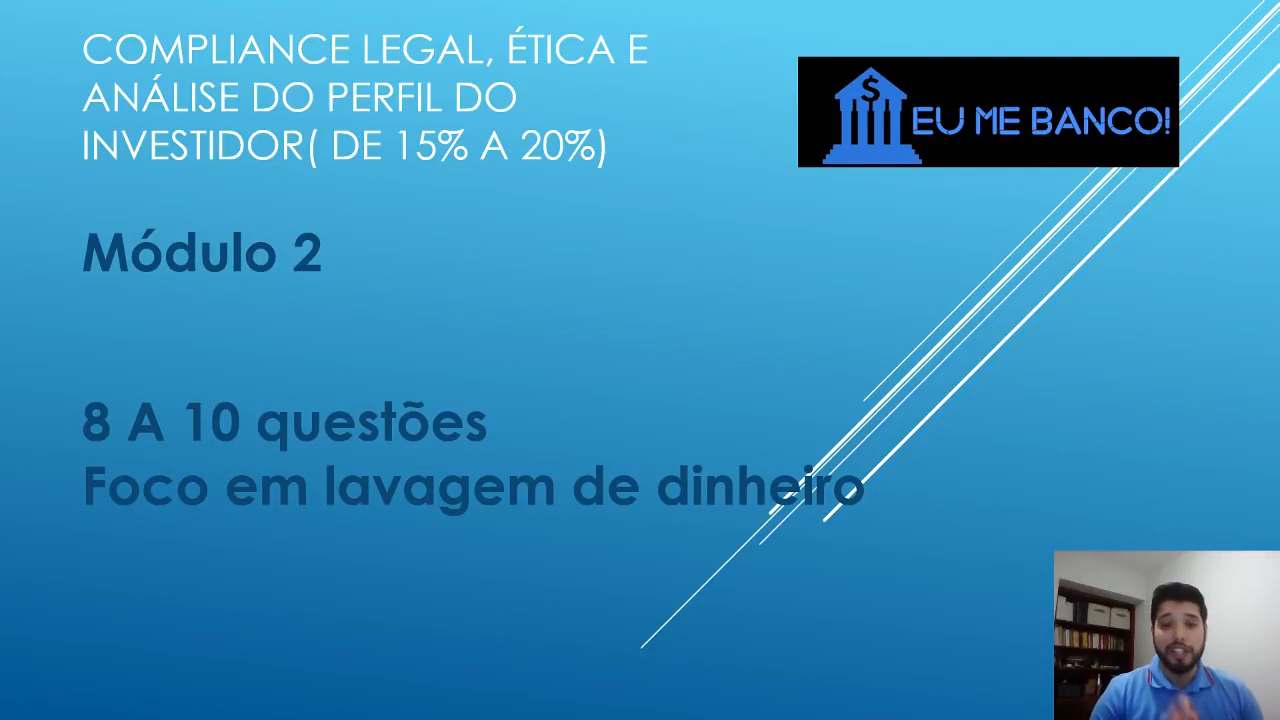 COMPLIANCE LEGAL, ÉTICA E
ANÁLISE DO PERFIL DO
INVESTIDOR( DE 15% A 20%)
$
EU ME BANCO!
Módulo 2
8 A 10 questões
Foco em lavagem de dinheiro